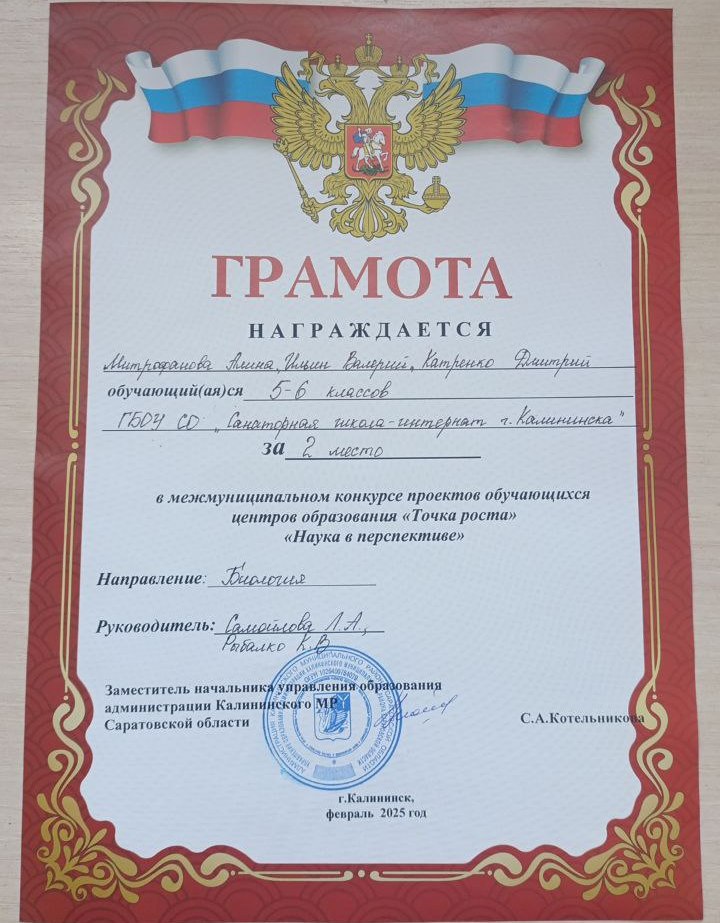 ГРАМОТА
НАГРАЖДАЕТСЯ
Митрофанова Алина, Ильин Валерий, Катренко Дмитрий
обучающий(ая)ся 5-6 классов
ГБОУ СО „Санаторная школа-интернат г. Калининска"
за 2 место
в межмуниципальном конкурсе проектов обучающихся
центров образования «Точка роста»
«Наука в перспективе»
Направление: Биология
Руководитель: Самойлова Л.А.,
Рыбалко К.В
Заместитель начальника управления образования
администрации Калининского МР
Саратовской области С.А.Котельникова
г.Калининск,
февраль 2025 год